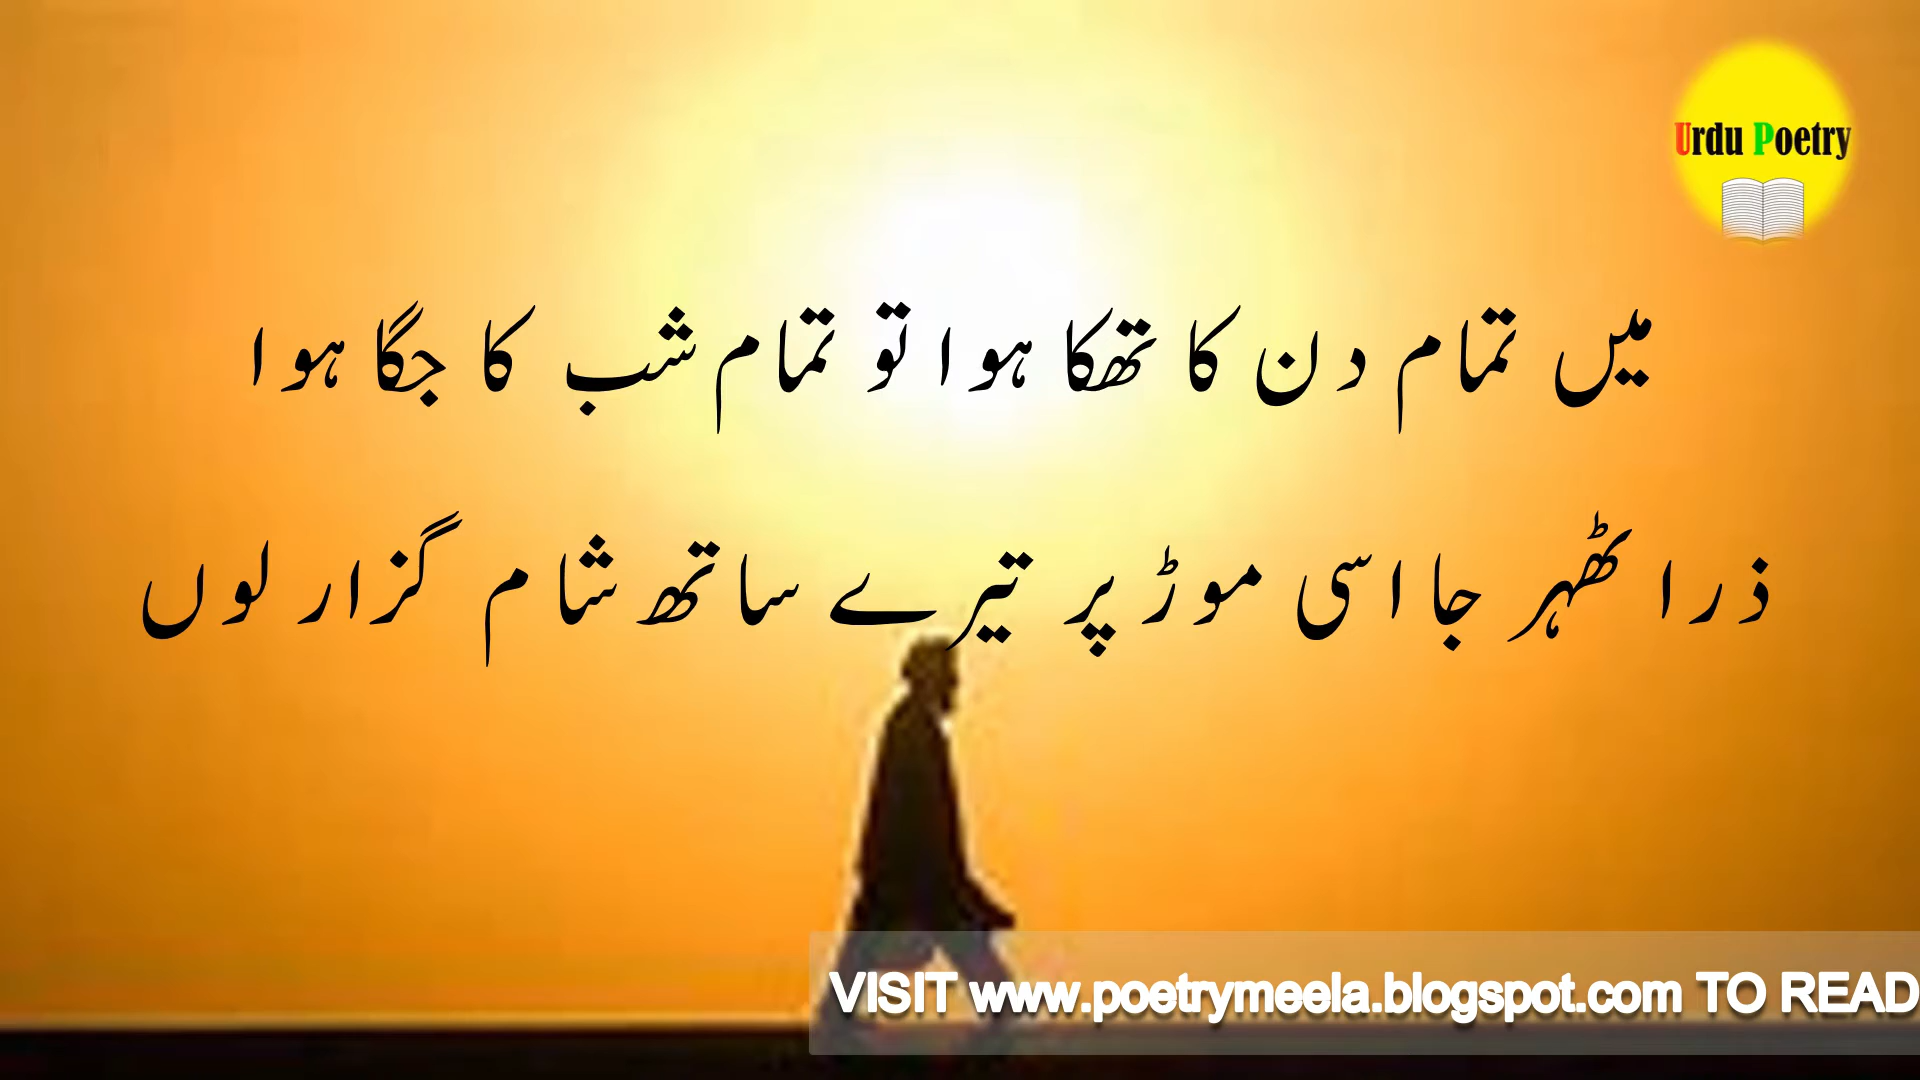 Urdu Poetry
میں تمام دن کا تھکا ہوا تو تمام شب کا جگا ہوا
ذرا ٹھہر جا اسی موڑ پر تیرے ساتھ شام گزار لوں
VISIT www.poetrymeela.blogspot.com TO READ